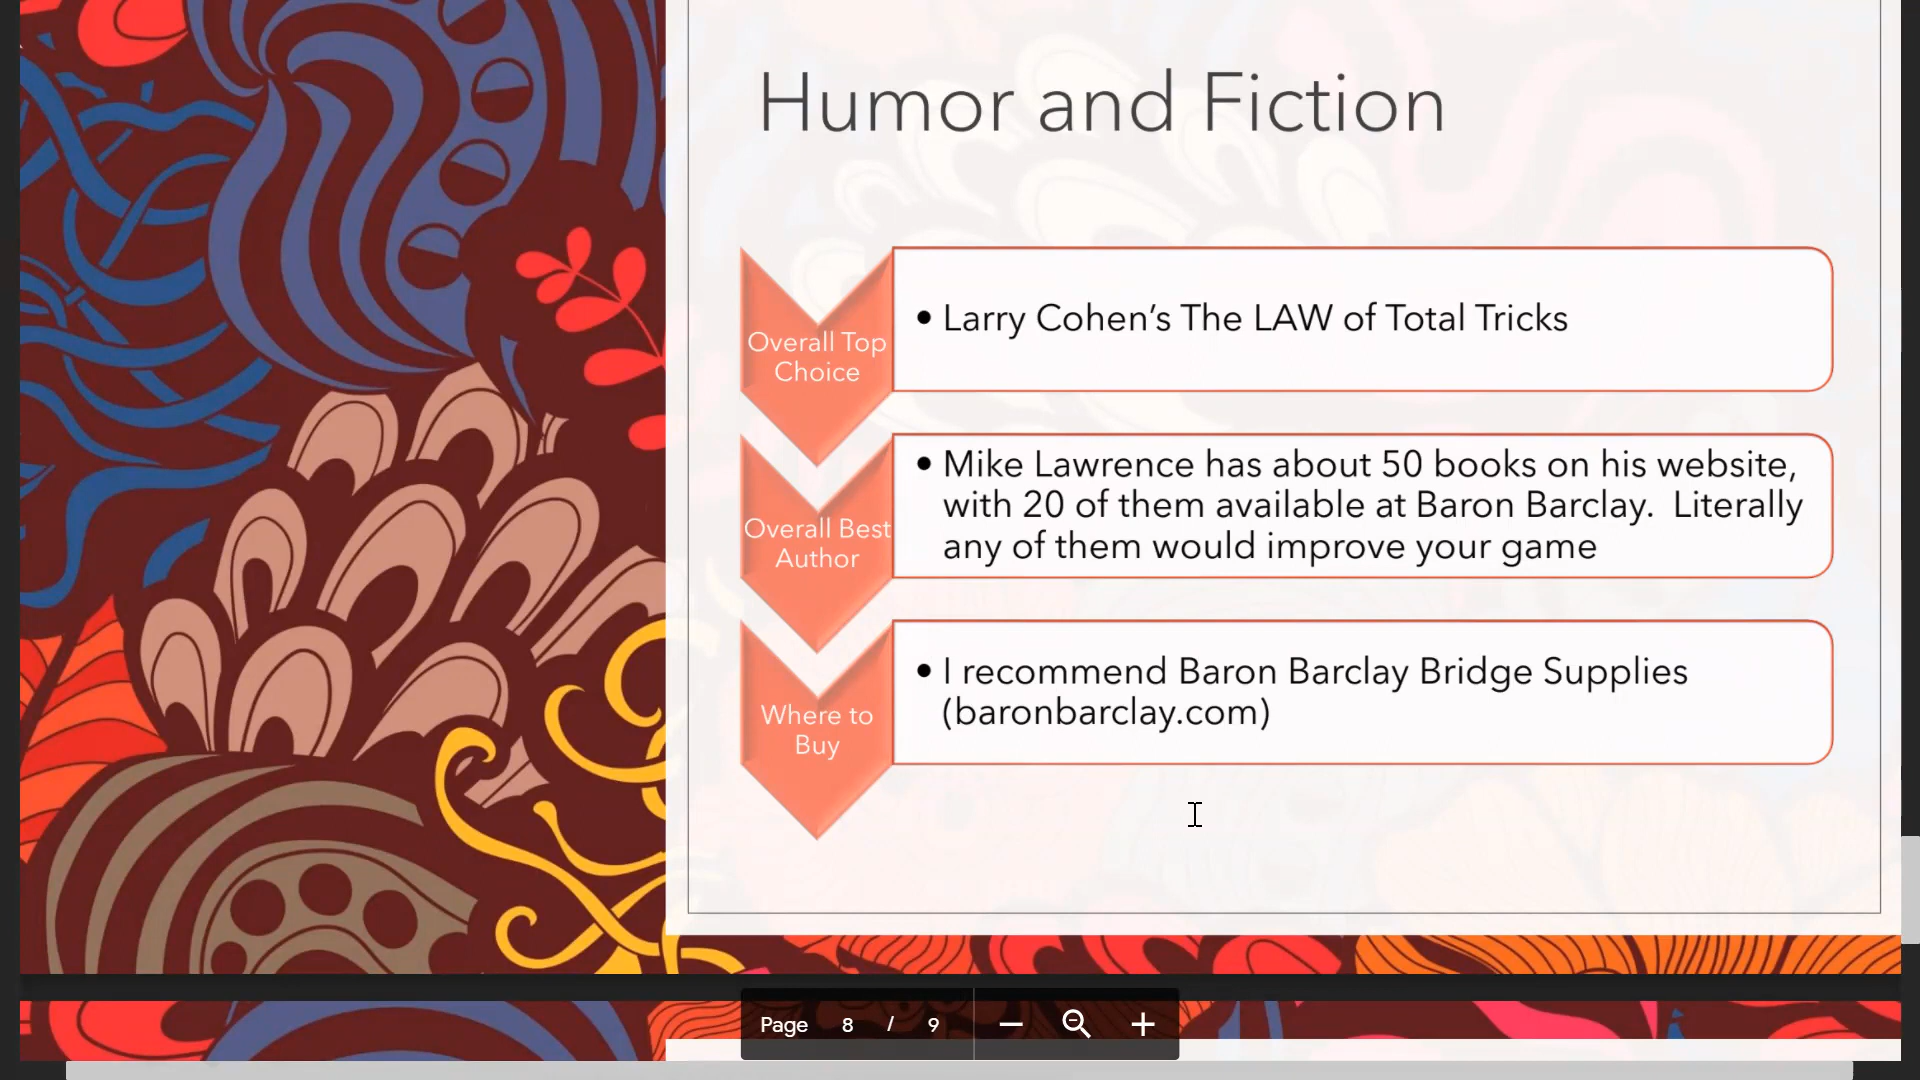 Humor and Fiction
Overall Top
Choice
• Larry Cohen’s The LAW of Total Tricks
Overall Best
Author
• Mike Lawrence has about 50 books on his website,
with 20 of them available at Baron Barclay.  Literally
any of them would improve your game
Where to
Buy
• I recommend Baron Barclay Bridge Supplies
(baronbarclay.com)
Page 8 / 9